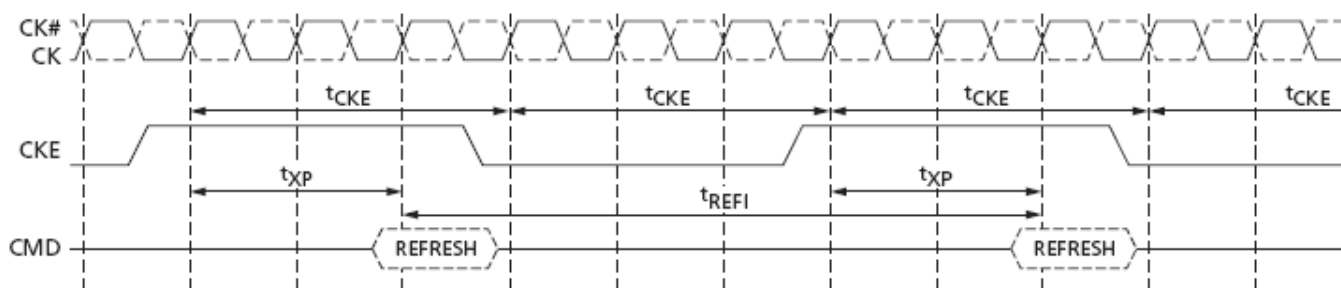 CK#
CK
tCKE tCKE tCKE tCKE
CKE
tXP tXP
tREFI
CMD REFRESH REFRESH